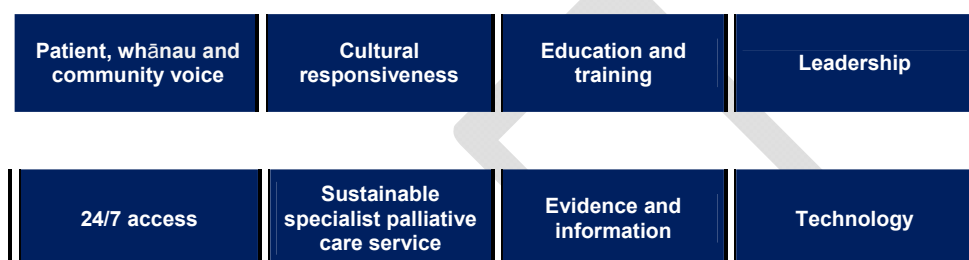 Patient, whānau and
community voice
Cultural
responsiveness
Education and
training
Leadership
24/7 access
Sustainable
specialist palliative
care service
Evidence and
information
Technology